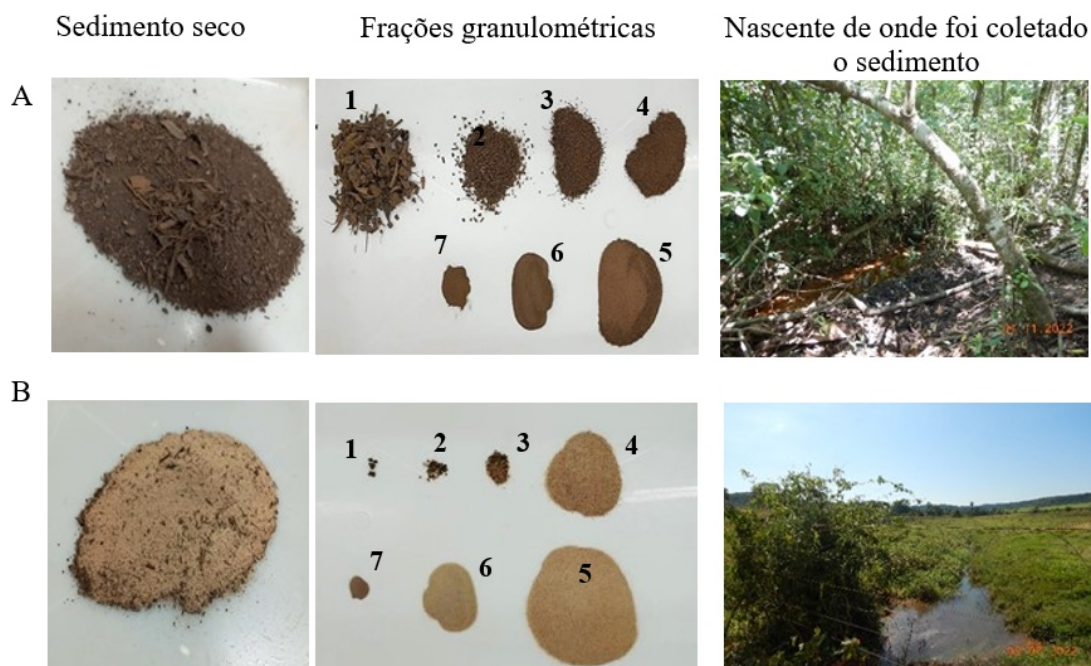 Sedimento seco
Frações granulométricas
Nascente de onde foi coletado
o sedimento
A
1
2
3
4
7
6
5
B
1
2
3
4
7
6
5